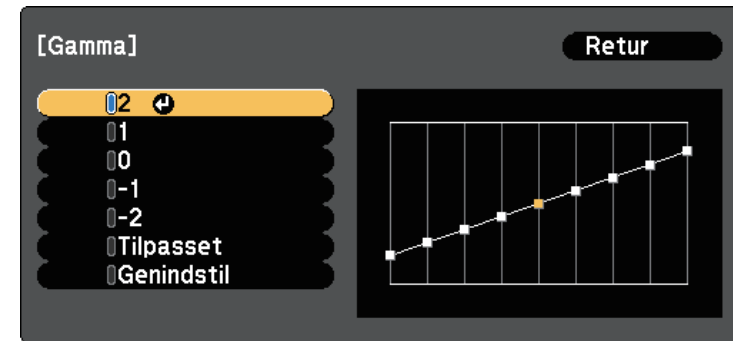 [Gamma]
Retur
2
1
0
-1
-2
Tilpasset
Genindstil